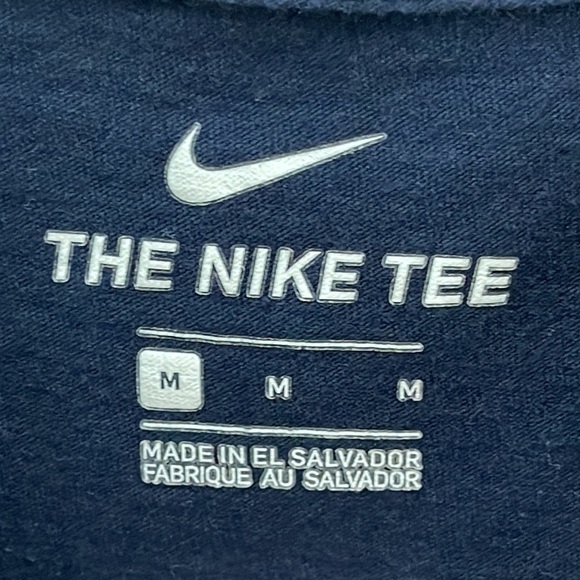 THE NIKE TEE
M M M
MADE IN EL SALVADOR
FABRIQUE AU SALVADOR